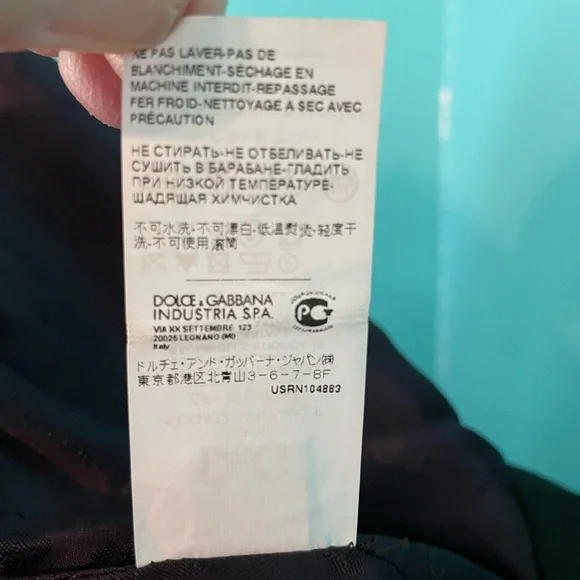 NE PAS LAVER-PAS DE
BLANCHIMENT-SÉCHAGE EN
MACHINE INTERDIT-REPASSAGE
FER FROID-NETTOYAGE A SEC AVEC
PRÉCAUTION
НЕ СТИРАТЬ-НЕ ОТБЕЛИВАТЬ-НЕ
СУШИТЬ В БАРАБАНЕ-ГЛАДИТЬ
ПРИ НИЗКОЙ ТЕМПЕРАТУРЕ-
ЩАДЯЩАЯ ХИМЧИСТКА
不可水洗-不可漂白-低温熨烫-轻度干
洗-不可使用滚筒
DOLCE & GABBANA
INDUSTRIA S.P.A.
VIA XX SETTEMBRE 123
20025 LEGNANO (MI)
Italy
PG
ドルチェ・アンド・ガッバーナ・ジャパン㈱
東京都港区北青山3-6-7-8F
USRN104883